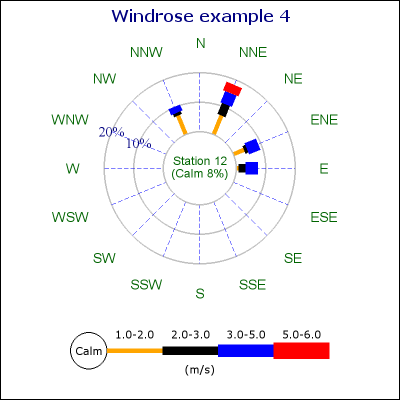 Windrose example 4
N
NNW
NNE
NW
NE
WNW
ENE
20%
10%
Station 12
(Calm 8%)
W
E
WSW
ESE
SW
SE
SSW
SSE
S
1.0-2.0
2.0-3.0
3.0-5.0
5.0-6.0
Calm
(m/s)